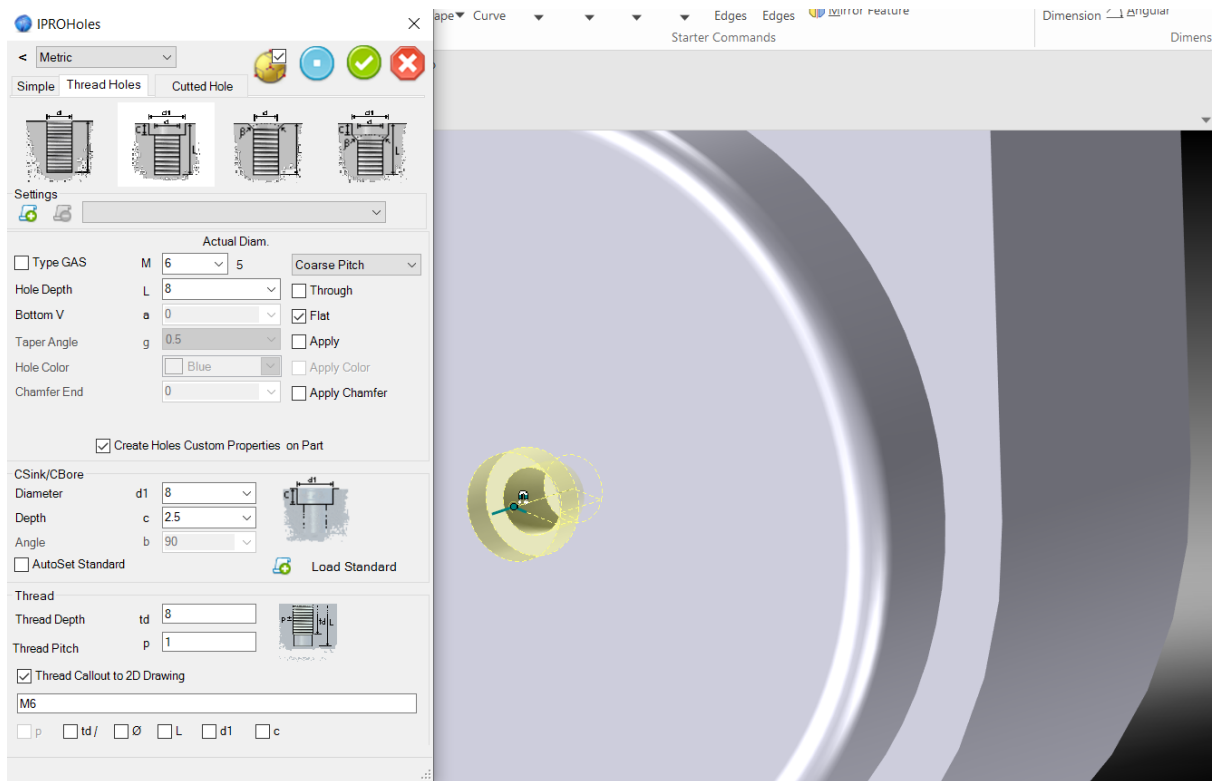 IPROHoles
ape Curve Edges Edges Mirror Feature Dimension Angular
Starter Commands Dimens
< Metric
Simple Thread Holes Cutted Hole
d d1 d d d1 d
c L β L c β L
Settings
Actual Diam.
Type GAS M 6 5 Coarse Pitch
Hole Depth L 8 Through
Bottom V a 0 Flat
Taper Angle g 0.5 Apply
Hole Color Blue Apply Color
Chamfer End 0 Apply Chamfer
Create Holes Custom Properties on Part
CSink/CBore
Diameter d1 8 d1
Depth c 2.5 c
Angle b 90
AutoSet Standard Load Standard
Thread
Thread Depth td 8
Thread Pitch p 1 p td L
Thread Callout to 2D Drawing
M6
p td / Ø L d1 c